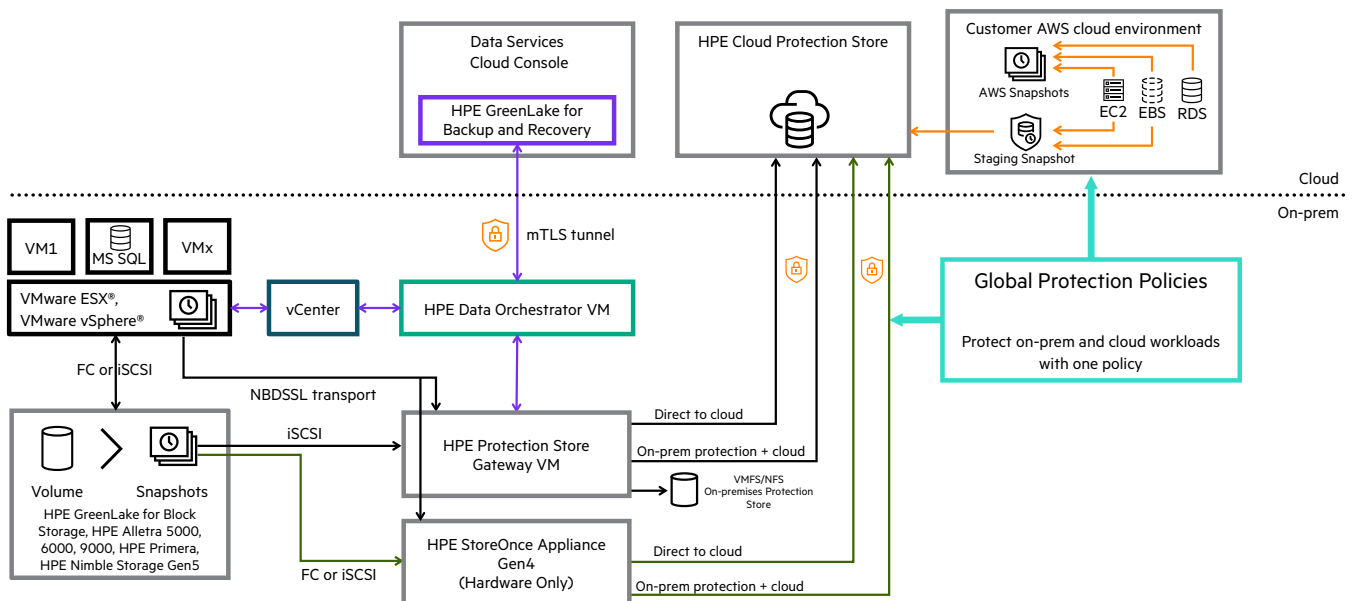 Data Services
Cloud Console
HPE GreenLake for
Backup and Recovery
HPE Cloud Protection Store
Customer AWS cloud environment
AWS Snapshots
EC2
EBS
RDS
Staging Snapshot
Cloud
On-prem
VM1
MS SQL
VMx
mTLS tunnel
VMware ESX®,
VMware vSphere®
vCenter
HPE Data Orchestrator VM
Global Protection Policies
Protect on-prem and cloud workloads
with one policy
FC or iSCSI
NBDSSL transport
iSCSI
Volume
Snapshots
HPE GreenLake for Block
Storage, HPE Alletra 5000,
6000, 9000, HPE Primera,
HPE Nimble Storage Gen5
HPE Protection Store
Gateway VM
Direct to cloud
On-prem protection + cloud
VMFS/NFS
On-premises Protection
Store
FC or iSCSI
HPE StoreOnce Appliance
Gen4
(Hardware Only)
Direct to cloud
On-prem protection + cloud